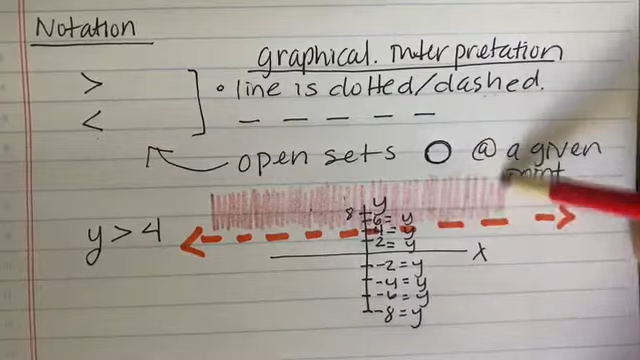 Notation
graphical. interpretation
>
• line is dotted/dashed.
<
open sets O @ a given
point
y > 4
y
8
6 = y
4 = y
2 = y
x
-2 = y
-4 = y
-6 = y
-8 = y